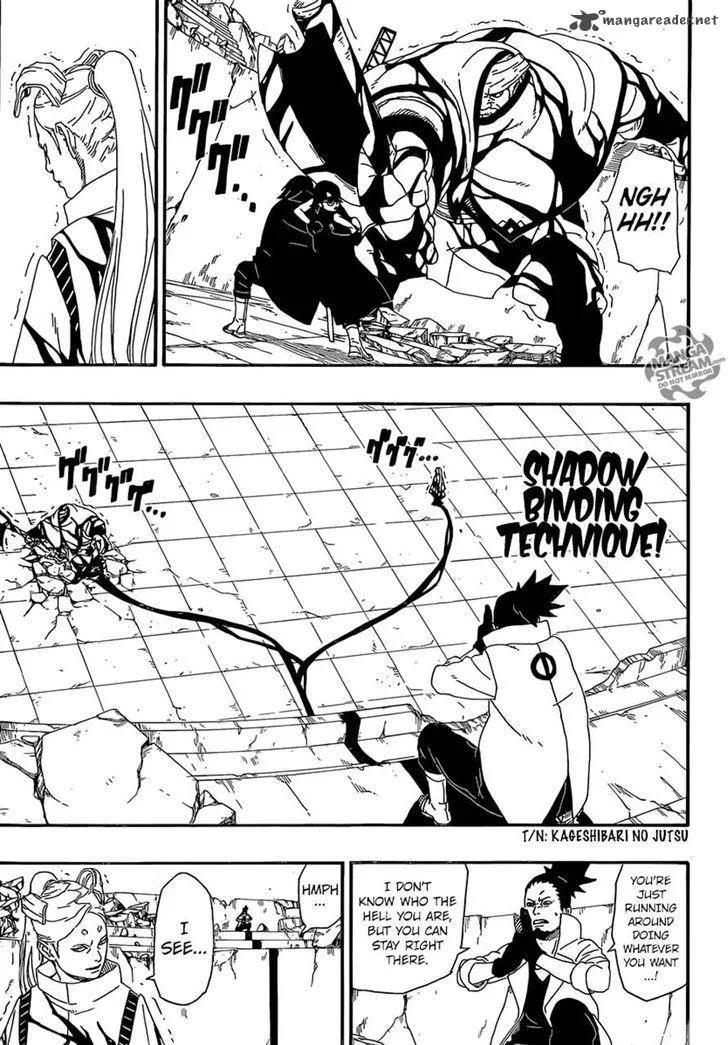 mangareader.net
NGH
HH!!
グググ...
MANGA
STREAM.com
DO NOT MIRROR
グググ...
ググググ...
SHADOW
BINDING
TECHNIQUE!
T/N: KAGESHIBARI NO JUTSU
YOU'RE
JUST
RUNNING
AROUND
DOING
WHATEVER
YOU WANT
...!
I DON'T
KNOW WHO THE
HELL YOU ARE,
BUT YOU CAN
STAY RIGHT
THERE.
HMPH
...
I
SEE...